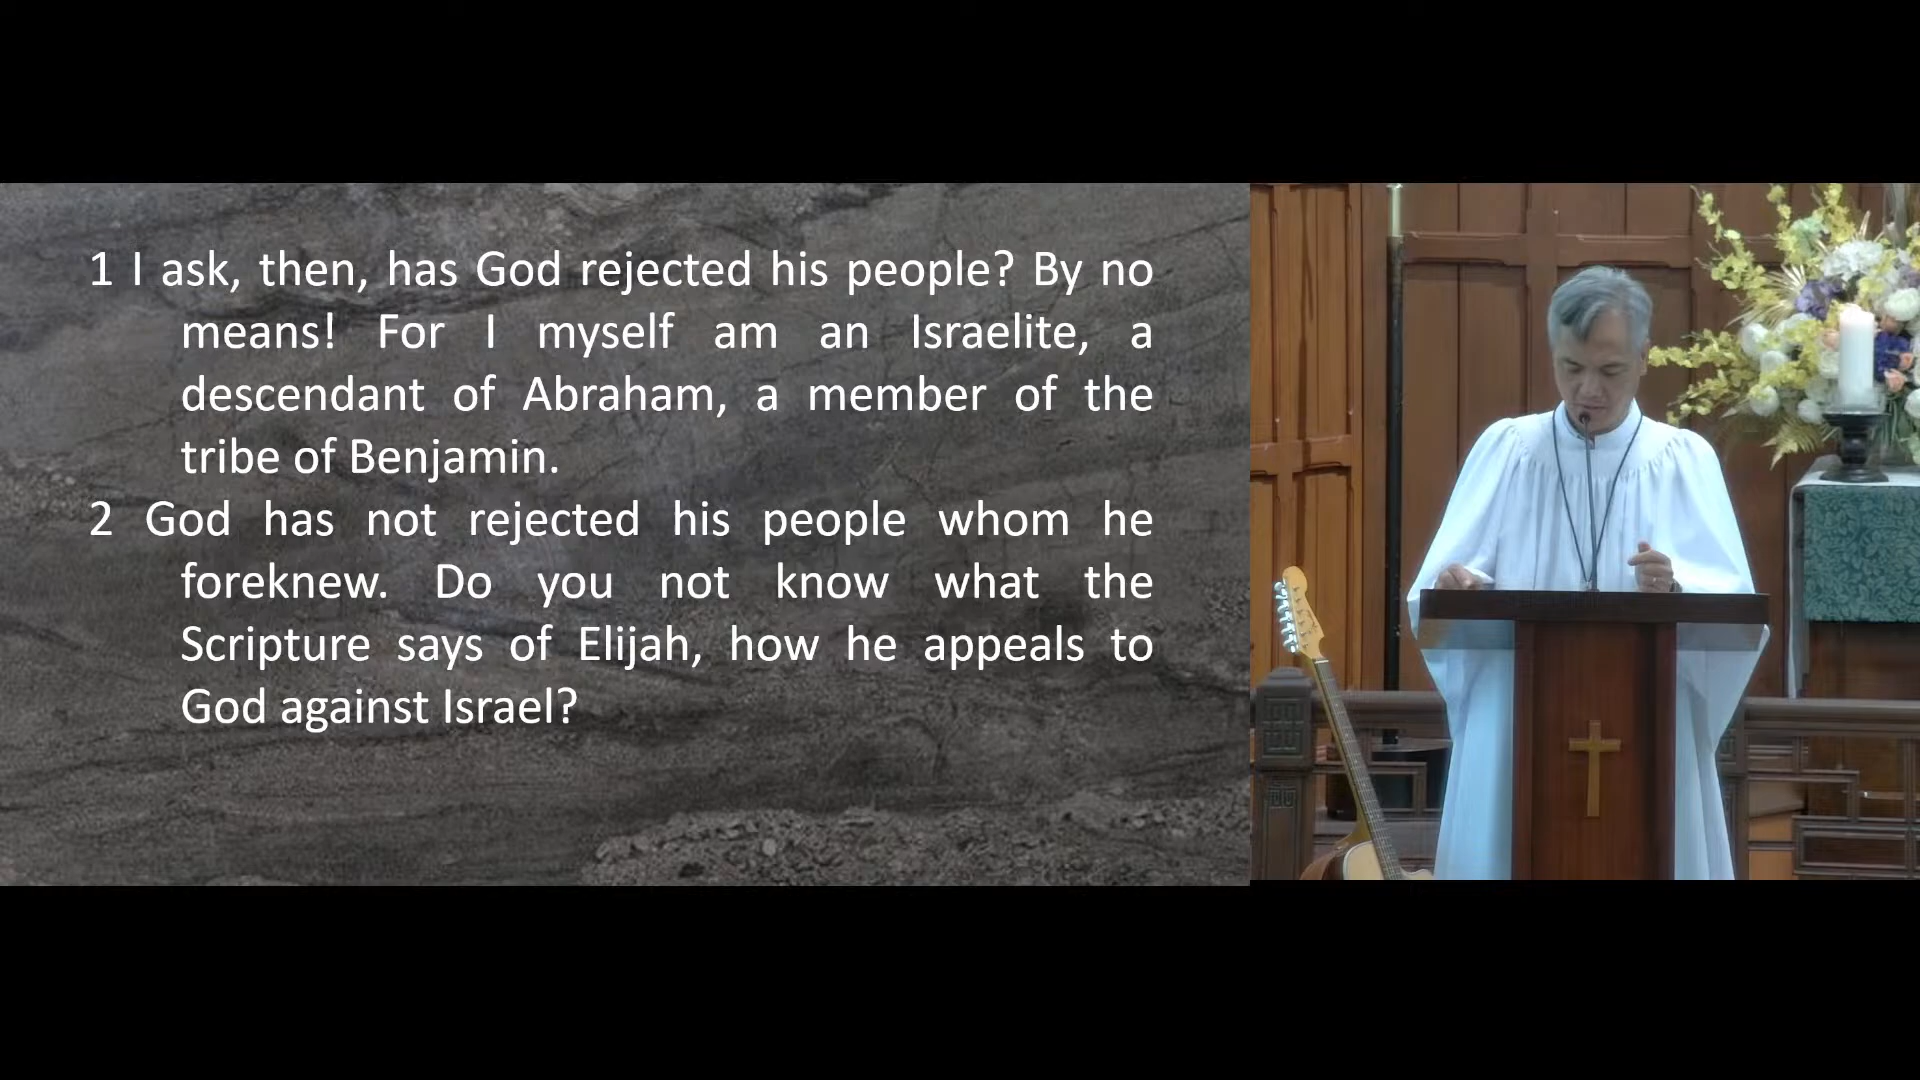 1 I ask, then, has God rejected his people? By no
means! For I myself am an Israelite, a
descendant of Abraham, a member of the
tribe of Benjamin.
2 God has not rejected his people whom he
foreknew. Do you not know what the
Scripture says of Elijah, how he appeals to
God against Israel?